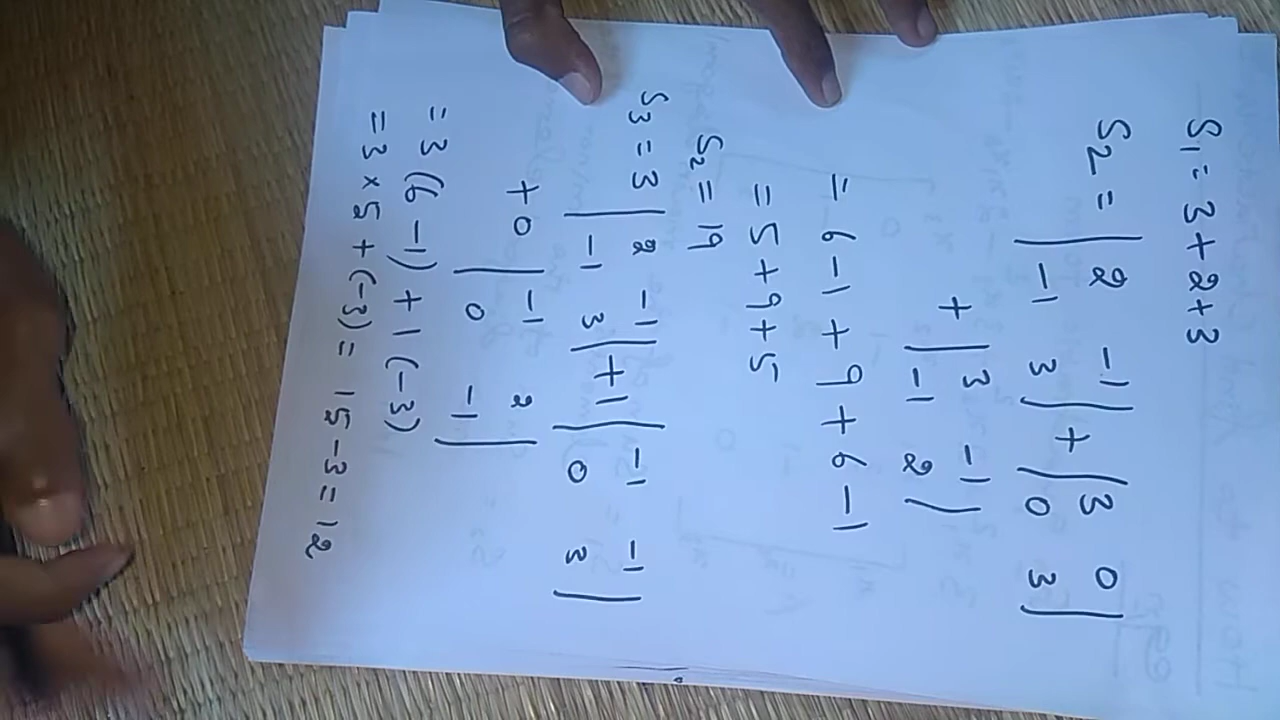 S1 = 3 + 2 + 3
S2 = | 2 -1 | + | 3 0 |
| -1 3 | | 0 3 |
+ | 3 -1 |
| -1 2 |
= 6 - 1 + 9 + 6 - 1
= 5 + 9 + 5
S2 = 19
S3 = 3 | 2 -1 | + 1 | -1 -1 |
| -1 3 | | 0 3 |
+ 0 | -1 2 |
| 0 -1 |
= 3 (6 - 1) + 1 (-3)
= 3 × 5 + (-3) = 15 - 3 = 12